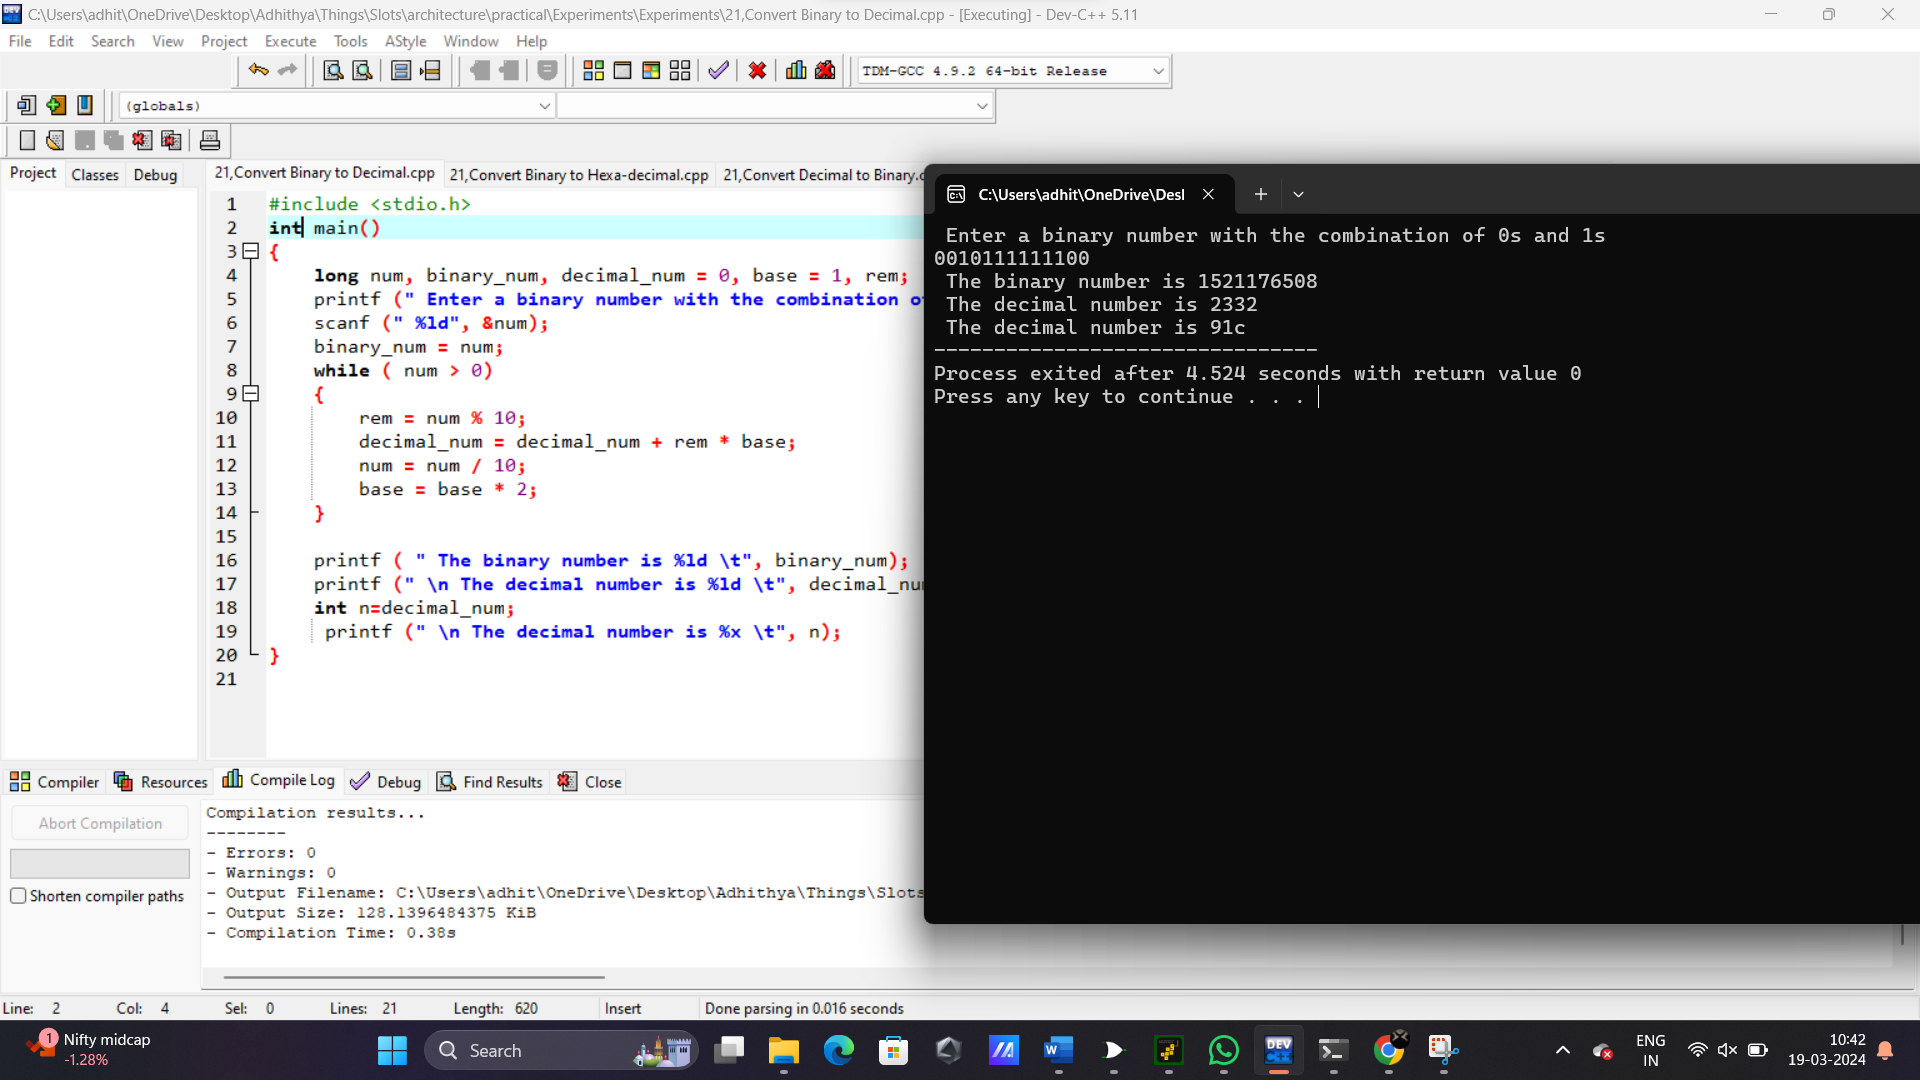 C:\Users\adhit\OneDrive\Desktop\Adhithya\Things\Slots\architecture\practical\Experiments\Experiments\21,Convert Binary to Decimal.cpp - [Executing] - Dev-C++ 5.11
File Edit Search View Project Execute Tools AStyle Window Help
TDM-GCC 4.9.2 64-bit Release
(globals)
Project Classes Debug
21,Convert Binary to Decimal.cpp 21,Convert Binary to Hexa-decimal.cpp 21,Convert Decimal to Binary.c
1 #include <stdio.h>
2 int main()
3 {
4 long num, binary_num, decimal_num = 0, base = 1, rem;
5 printf (" Enter a binary number with the combination o
6 scanf (" %ld", &num);
7 binary_num = num;
8 while ( num > 0)
9 {
10 rem = num % 10;
11 decimal_num = decimal_num + rem * base;
12 num = num / 10;
13 base = base * 2;
14 }
15
16 printf ( " The binary number is %ld \t", binary_num);
17 printf (" \n The decimal number is %ld \t", decimal_nu
18 int n=decimal_num;
19 printf (" \n The decimal number is %x \t", n);
20 }
21
C:\Users\adhit\OneDrive\Desl
Enter a binary number with the combination of 0s and 1s
0010111111100
The binary number is 1521176508
The decimal number is 2332
The decimal number is 91c
--------------------------------
Process exited after 4.524 seconds with return value 0
Press any key to continue . . .
Compiler Resources Compile Log Debug Find Results Close
Abort Compilation
Shorten compiler paths
Compilation results...
--------
- Errors: 0
- Warnings: 0
- Output Filename: C:\Users\adhit\OneDrive\Desktop\Adhithya\Things\Slots
- Output Size: 128.1396484375 KiB
- Compilation Time: 0.38s
Line: 2 Col: 4 Sel: 0 Lines: 21 Length: 620 Insert Done parsing in 0.016 seconds
1
Nifty midcap
-1.28%
Search
DEV
C++
ENG
IN
10:42
19-03-2024